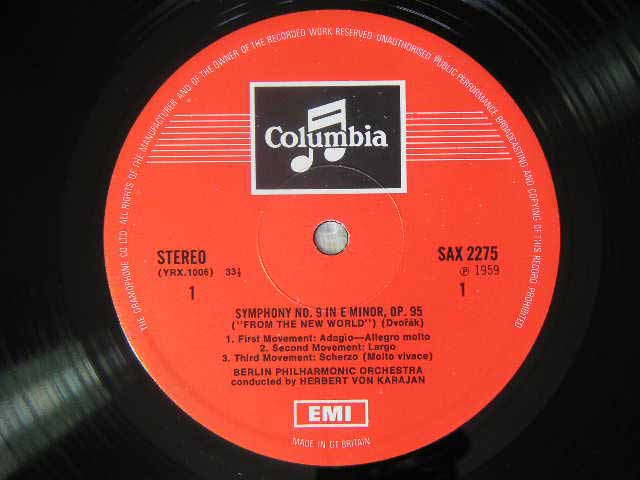 ALL RIGHTS OF THE MANUFACTURER AND OF THE OWNER OF THE RECORDED WORK RESERVED·UNAUTHORISED PUBLIC PERFORMANCE BROADCASTING AND COPYING OF THIS RECORD PROHIBITED
THE GRAMOPHONE CO LTD
Columbia
STEREO
(YRX.1006) 33⅓
1
SAX 2275
℗ 1959
1
SYMPHONY NO. 9 IN E MINOR, OP. 95
("FROM THE NEW WORLD") (Dvořák)
1. First Movement: Adagio—Allegro molto
2. Second Movement: Largo
3. Third Movement: Scherzo (Molto vivace)
BERLIN PHILHARMONIC ORCHESTRA
conducted by HERBERT VON KARAJAN
EMI
MADE IN GT BRITAIN